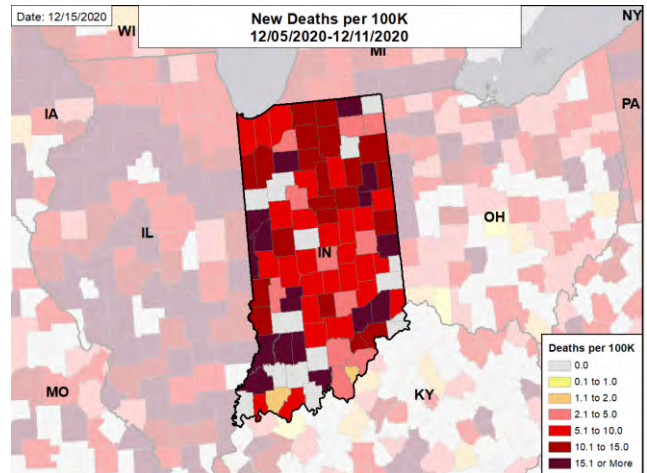 Date: 12/15/2020
New Deaths per 100K
12/05/2020-12/11/2020
NY
WI
MI
IA
PA
IL
OH
IN
MO
KY
Deaths per 100K
0.0
0.1 to 1.0
1.1 to 2.0
2.1 to 5.0
5.1 to 10.0
10.1 to 15.0
15.1 or More